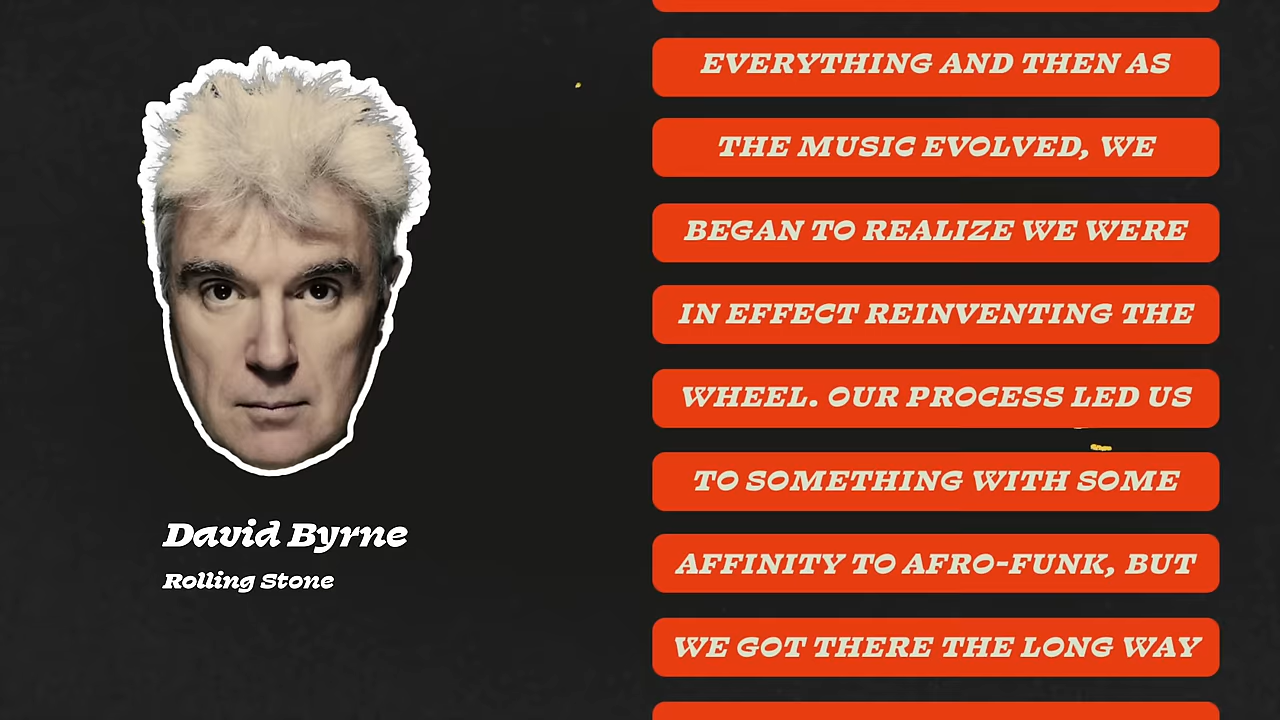 EVERYTHING AND THEN AS
THE MUSIC EVOLVED, WE
BEGAN TO REALIZE WE WERE
IN EFFECT REINVENTING THE
WHEEL. OUR PROCESS LED US
TO SOMETHING WITH SOME
AFFINITY TO AFRO-FUNK, BUT
WE GOT THERE THE LONG WAY
David Byrne
Rolling Stone